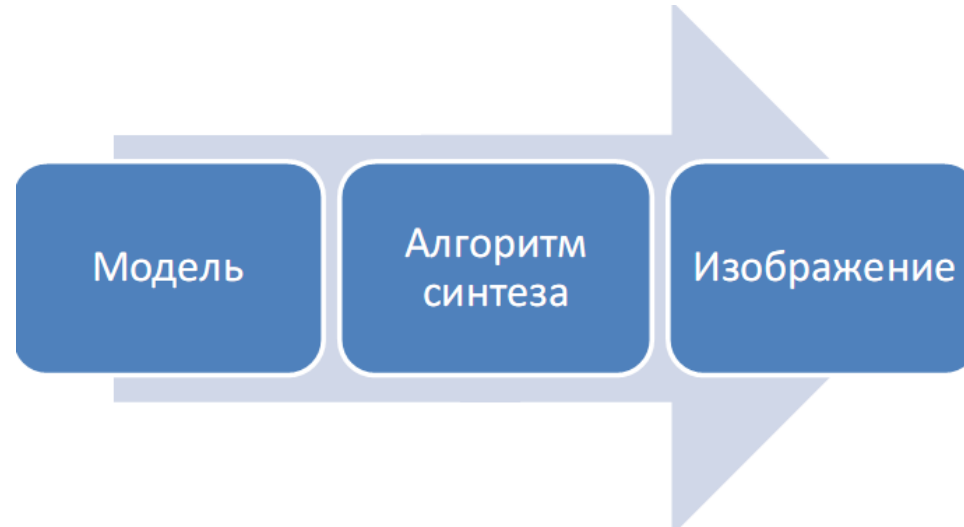 Модель
Алгоритм
синтеза
Изображение